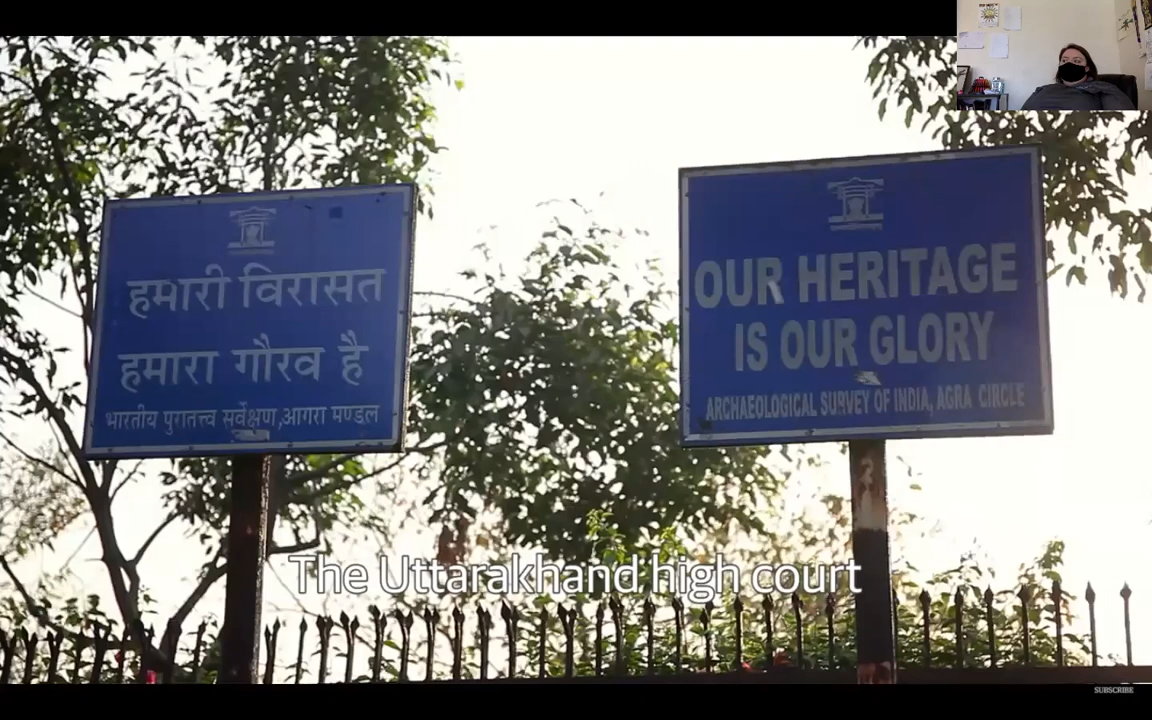 हमारी विरासत
हमारा गौरव है
भारतीय पुरातत्त्व सर्वेक्षण,आगरा मण्डल
OUR HERITAGE
IS OUR GLORY
ARCHAEOLOGICAL SURVEY OF INDIA, AGRA CIRCLE
The Uttarakhand high court
SUBSCRIBE